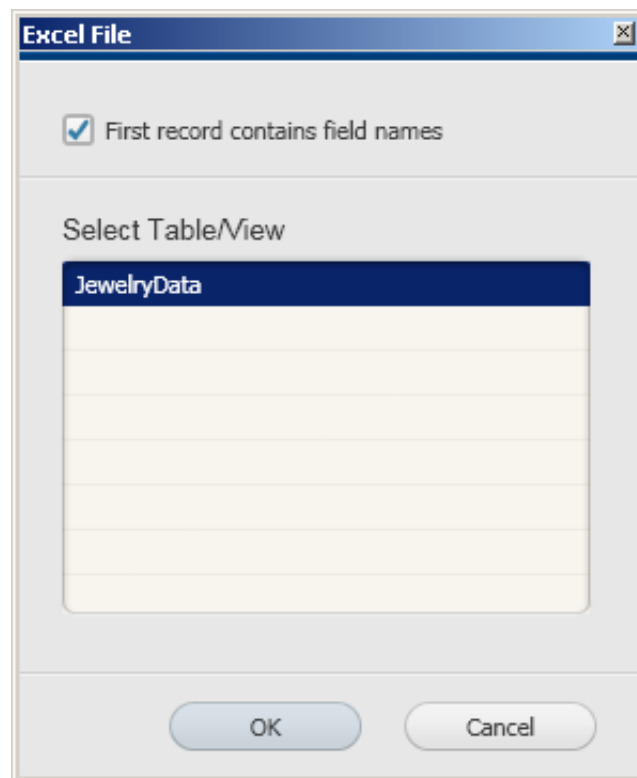 Excel File
First record contains field names
Select Table/View
JewelryData
OK
Cancel